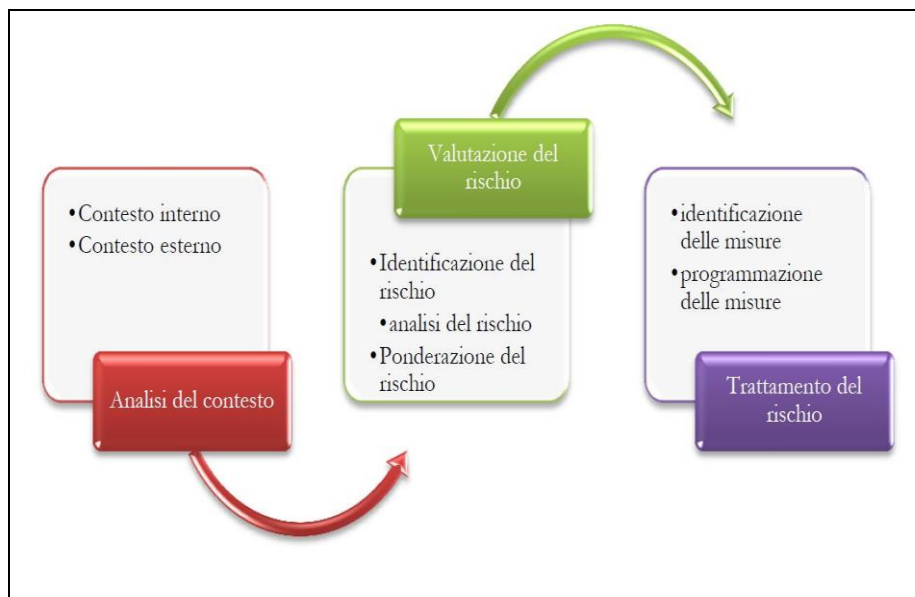 •Contesto interno
•Contesto esterno
Analisi del contesto
Valutazione del
rischio
•Identificazione del
rischio
•analisi del rischio
•Ponderazione del
rischio
•identificazione
delle misure
•programmazione
delle misure
Trattamento del
rischio